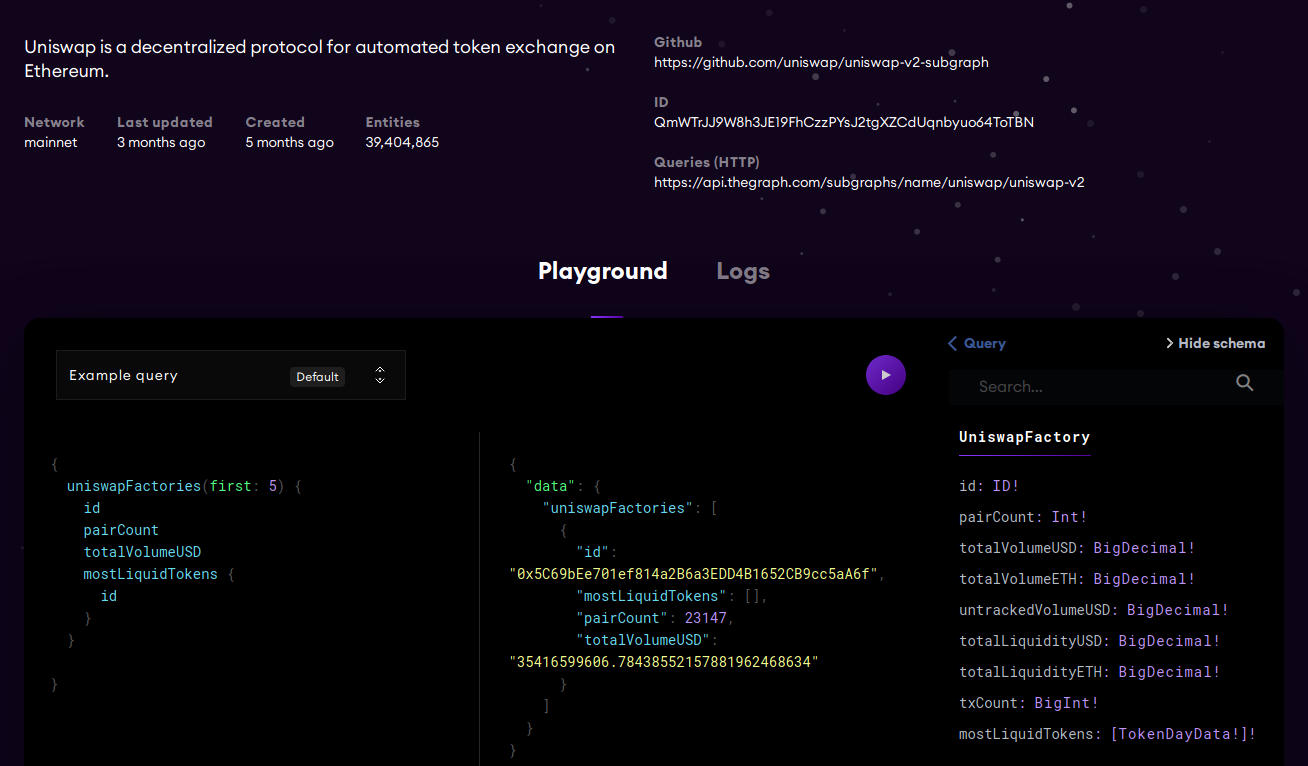 Uniswap is a decentralized protocol for automated token exchange on
Ethereum.
Network
mainnet
Last updated
3 months ago
Created
5 months ago
Entities
39,404,865
Github
https://github.com/uniswap/uniswap-v2-subgraph
ID
QmWTrJJ9W8h3JE19FhCzzPYsJ2tgXZCdUqnbyuo64ToTBN
Queries (HTTP)
https://api.thegraph.com/subgraphs/name/uniswap/uniswap-v2
Playground
Logs
Example query
Default
{
uniswapFactories(first: 5) {
id
pairCount
totalVolumeUSD
mostLiquidTokens {
id
}
}
}
{
"data": {
"uniswapFactories": [
{
"id":
"0x5C69bEe701ef814a2B6a3EDD4B1652CB9cc5aA6f",
"mostLiquidTokens": [],
"pairCount": 23147,
"totalVolumeUSD":
"35416599606.78438552157881962468634"
}
]
}
}
Query
Hide schema
Search...
UniswapFactory
id: ID!
pairCount: Int!
totalVolumeUSD: BigDecimal!
totalVolumeETH: BigDecimal!
untrackedVolumeUSD: BigDecimal!
totalLiquidityUSD: BigDecimal!
totalLiquidityETH: BigDecimal!
txCount: BigInt!
mostLiquidTokens: [TokenDayData!]!